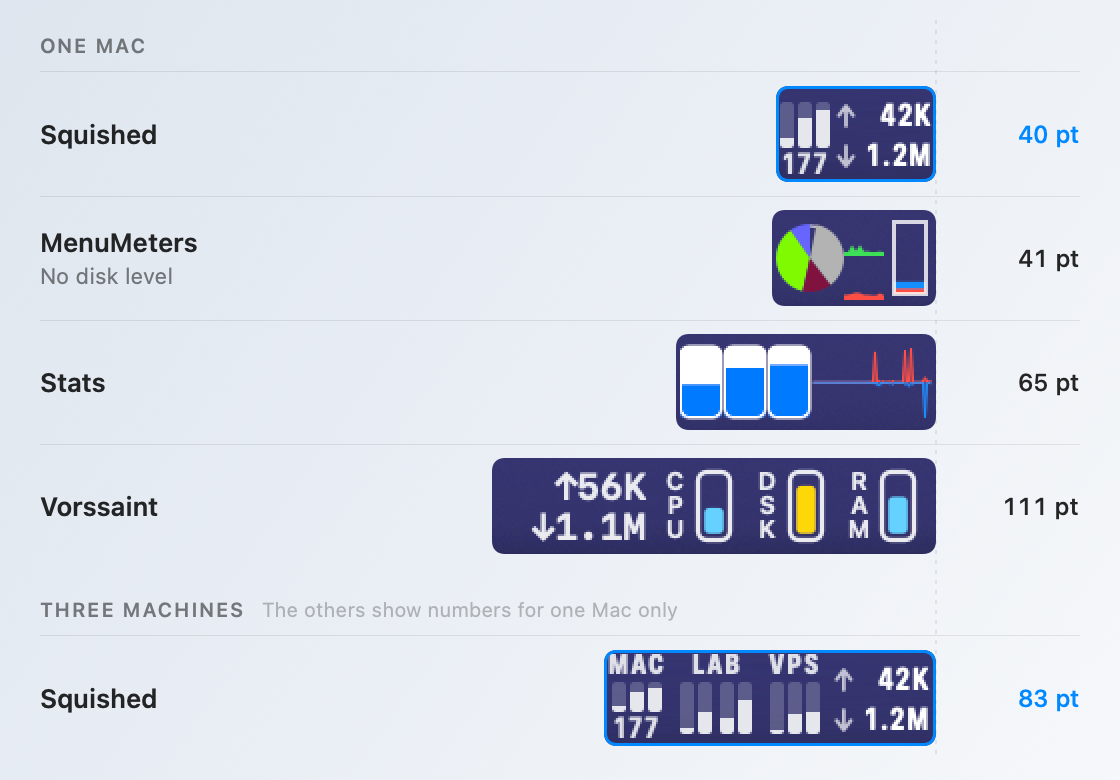 ONE MAC
Squished
↑ 42K
177 ↓ 1.2M
40 pt
MenuMeters
No disk level
41 pt
Stats
65 pt
Vorssaint
↑56K
↓1.1M
CPU
DSK
RAM
111 pt
THREE MACHINES The others show numbers for one Mac only
Squished
MAC LAB VPS
↑ 42K
177 ↓ 1.2M
83 pt